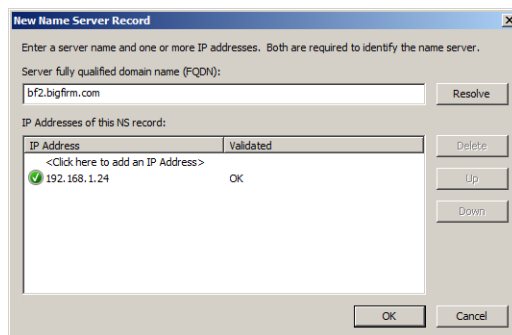 New Name Server Record
Enter a server name and one or more IP addresses.  Both are required to identify the name server.
Server fully qualified domain name (FQDN):
bf2.bigfirm.com
Resolve
IP Addresses of this NS record:
IP Address Validated
<Click here to add an IP Address>
192.168.1.24 OK
Delete
Up
Down
OK Cancel